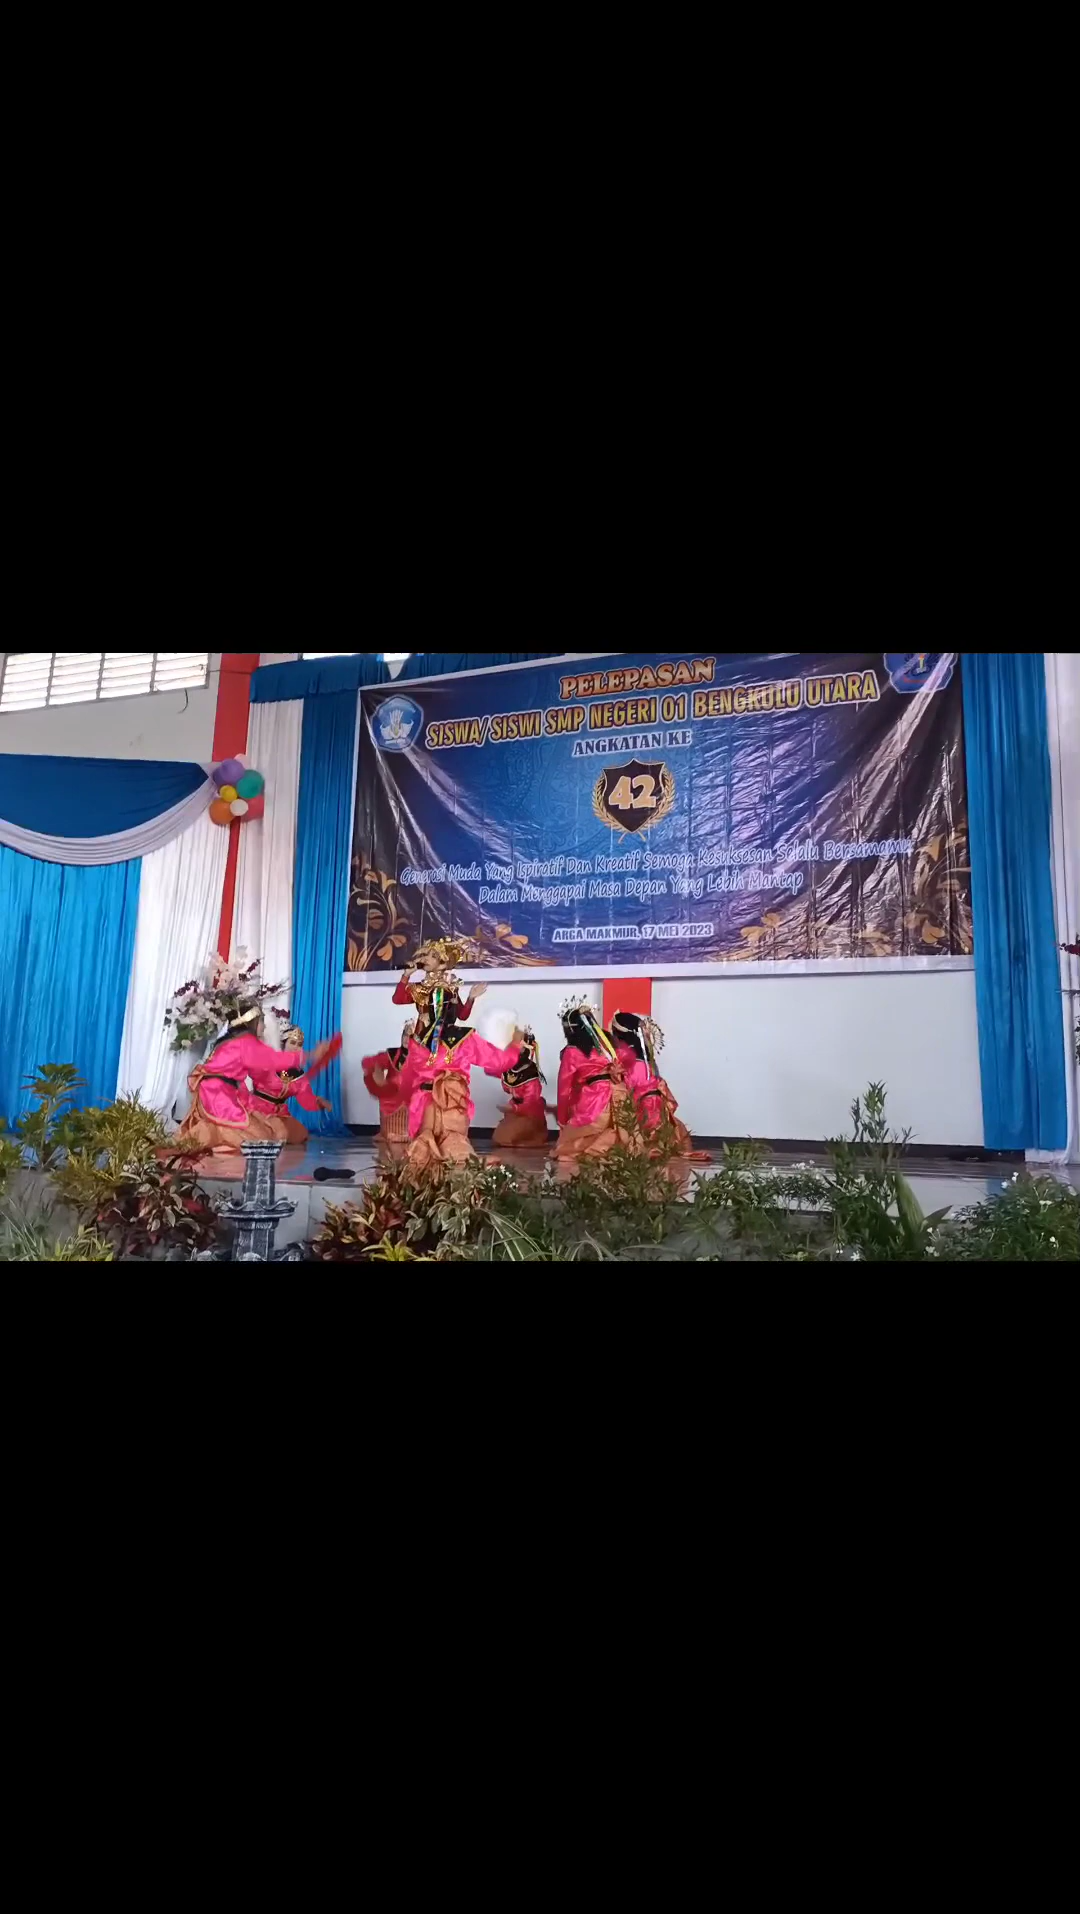 PELEPASAN
SISWA/ SISWI SMP NEGERI 01 BENGKULU UTARA
ANGKATAN KE
42
Generasi Muda Yang Ispiratif Dan Kreatif Semoga Kesuksesan Selalu Bersamamu
Dalam Menggapai Masa Depan Yang Lebih Mantap
ARGA MAKMUR, 17 MEI 2023